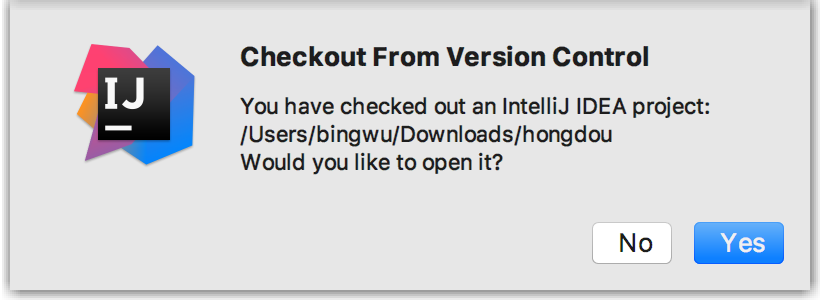 IJ
Checkout From Version Control
You have checked out an IntelliJ IDEA project:
/Users/bingwu/Downloads/hongdou
Would you like to open it?
No
Yes